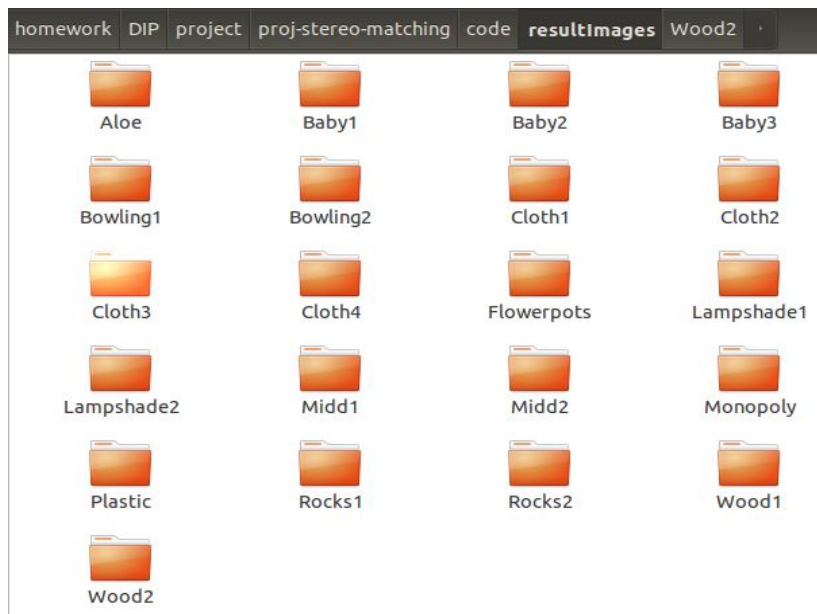 homework DIP project proj-stereo-matching code resultImages Wood2
Aloe Baby1 Baby2 Baby3
Bowling1 Bowling2 Cloth1 Cloth2
Cloth3 Cloth4 Flowerpots Lampshade1
Lampshade2 Midd1 Midd2 Monopoly
Plastic Rocks1 Rocks2 Wood1
Wood2